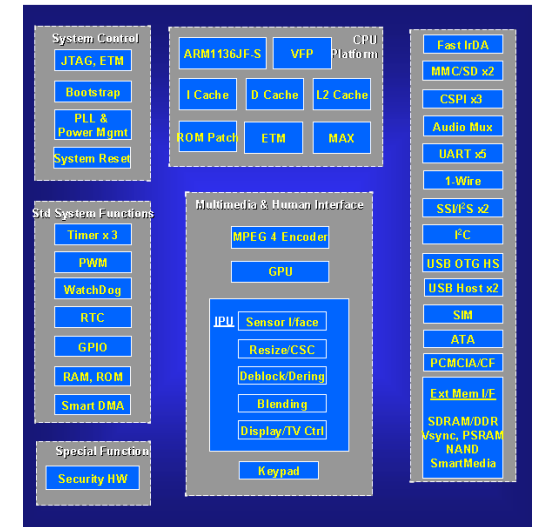 System Control
JTAG, ETM
Bootstrap
PLL &
Power Mgmt
System Reset
Std System Functions
Timer x 3
PWM
WatchDog
RTC
GPIO
RAM, ROM
Smart DMA
Special Function
Security HW
CPU
Platform
ARM1136JF-S
VFP
I Cache
D Cache
L2 Cache
ROM Patch
ETM
MAX
Multimedia & Human Interface
MPEG 4 Encoder
GPU
IPU
Sensor I/face
Resize/CSC
Deblock/Dering
Blending
Display/TV Ctrl
Keypad
Fast IrDA
MMC/SD x2
CSPI x3
Audio Mux
UART x5
1-Wire
SSI/I²S x2
I²C
USB OTG HS
USB Host x2
SIM
ATA
PCMCIA/CF
Ext Mem I/F
SDRAM/DDR
Vsync, PSRAM
NAND
SmartMedia